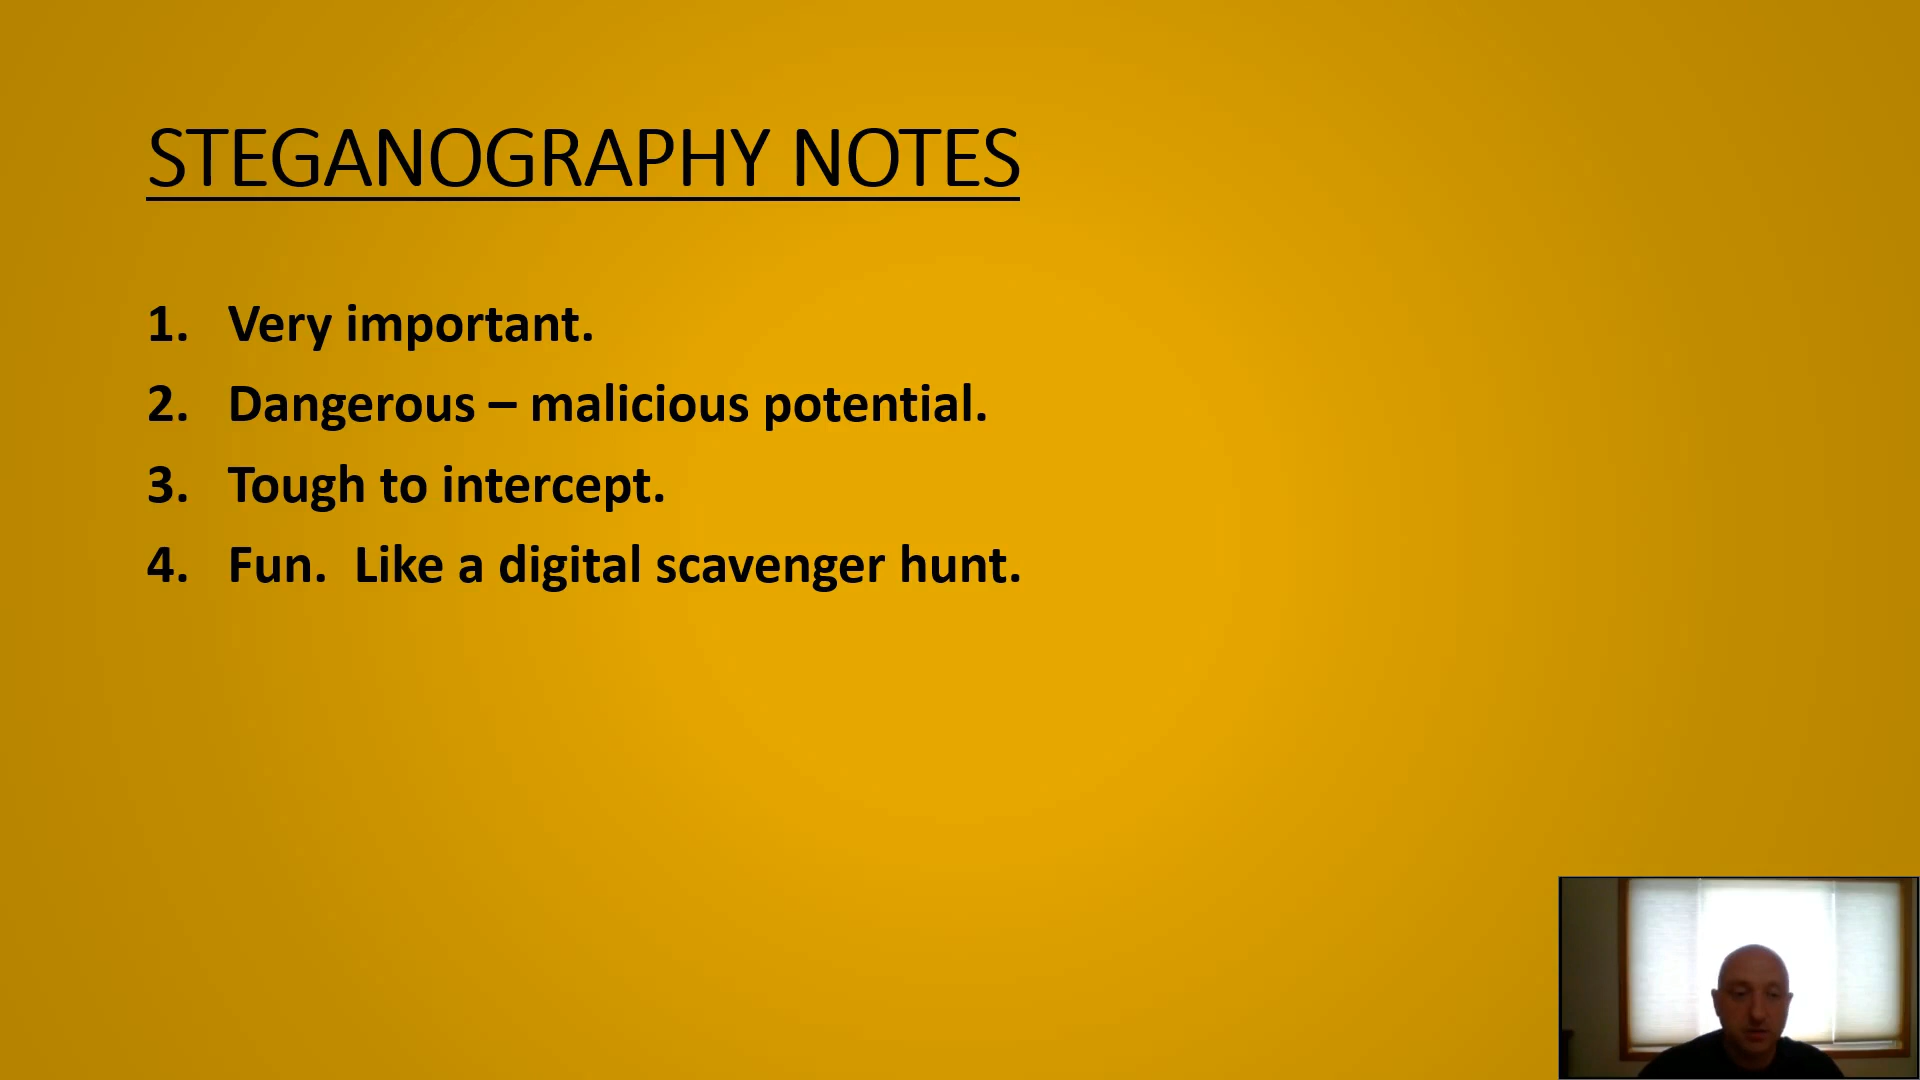 STEGANOGRAPHY NOTES
1. Very important.
2. Dangerous – malicious potential.
3. Tough to intercept.
4. Fun.  Like a digital scavenger hunt.